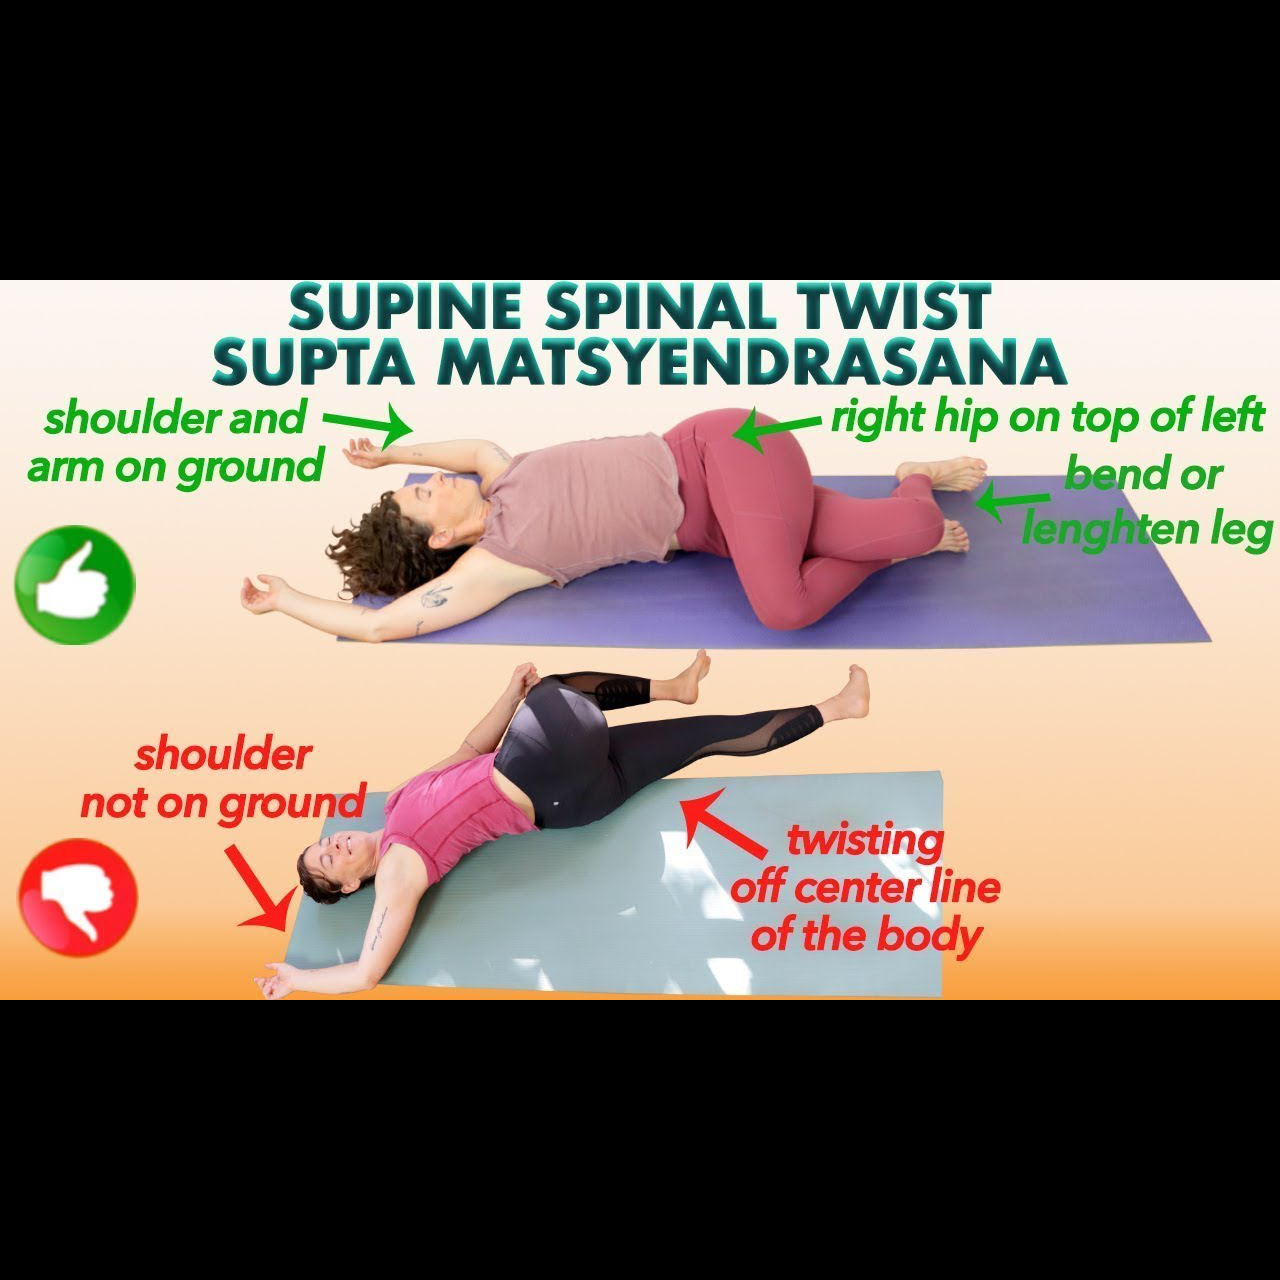 SUPINE SPINAL TWIST
SUPTA MATSYENDRASANA
shoulder and
arm on ground
right hip on top of left
bend or
lenghten leg
shoulder
not on ground
twisting
off center line
of the body